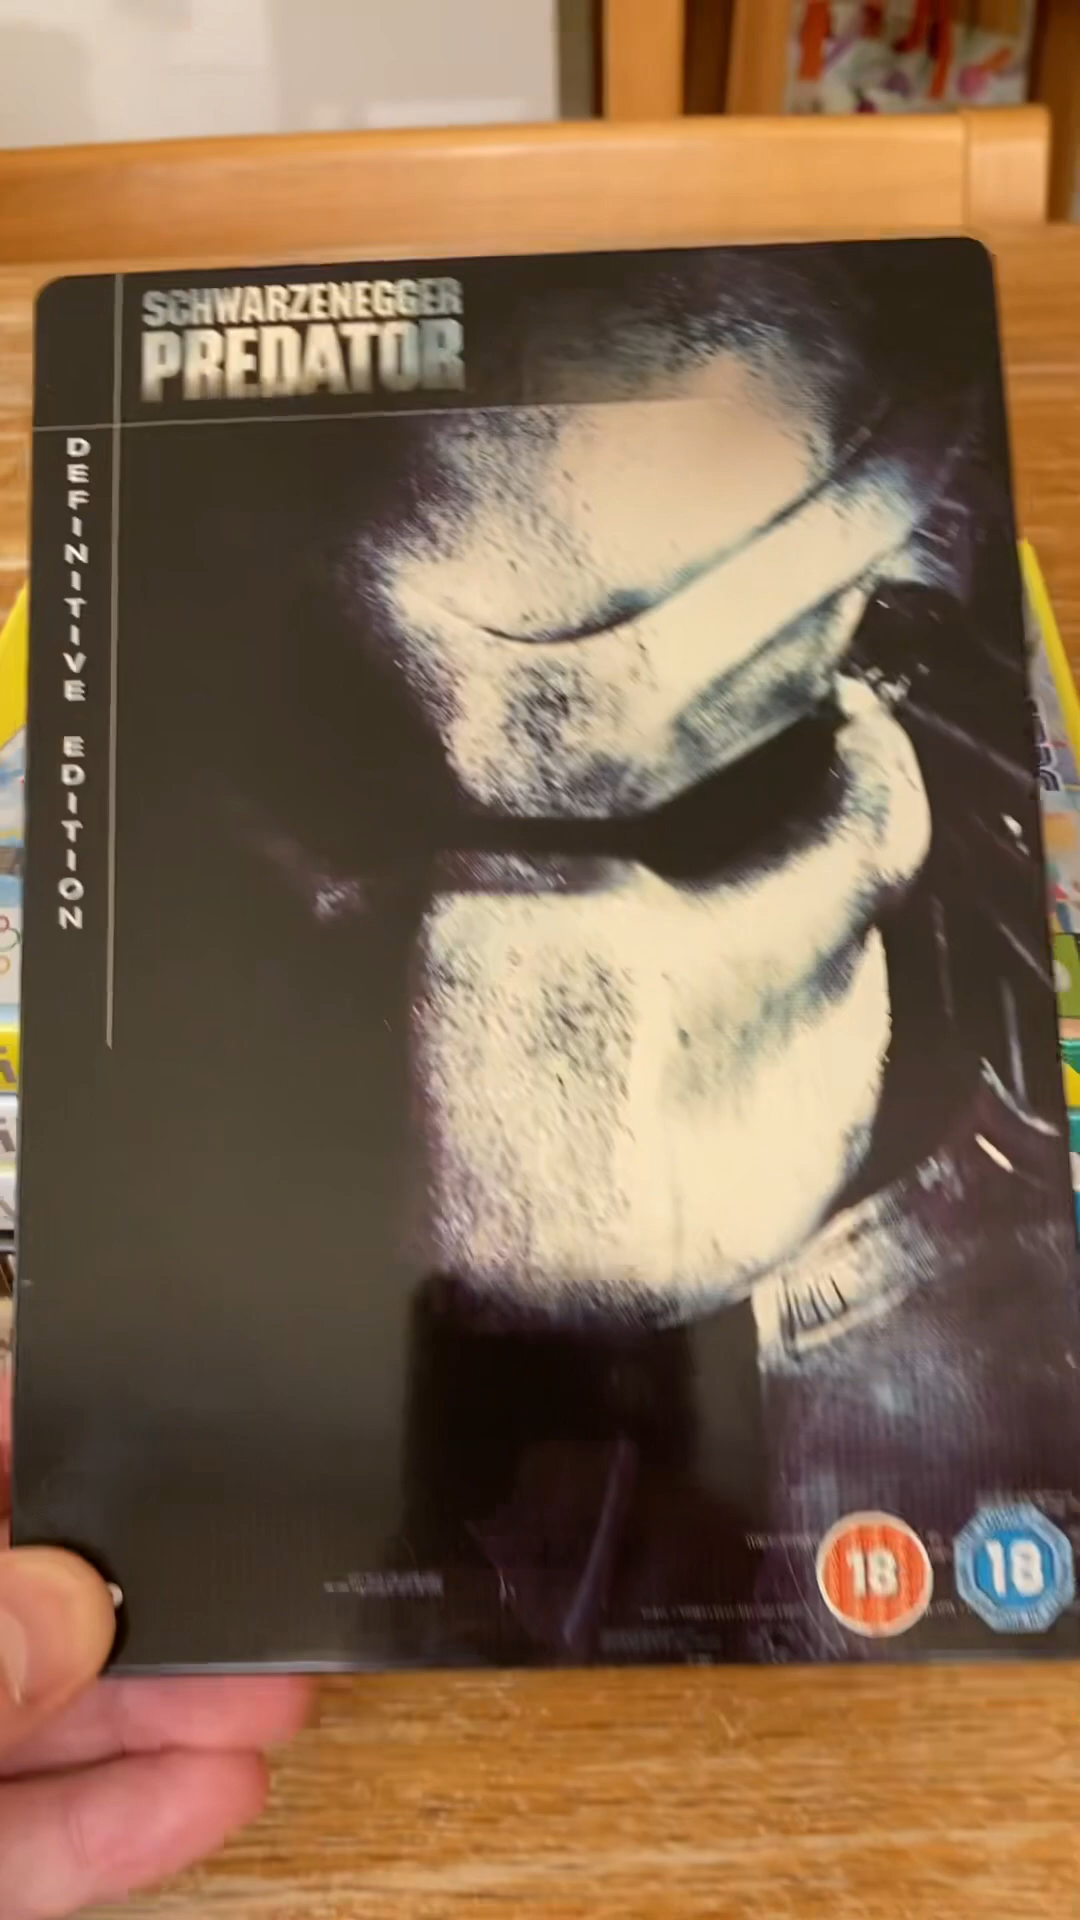 SCHWARZENEGGER
PREDATOR
DEFINITIVE EDITION
18
18